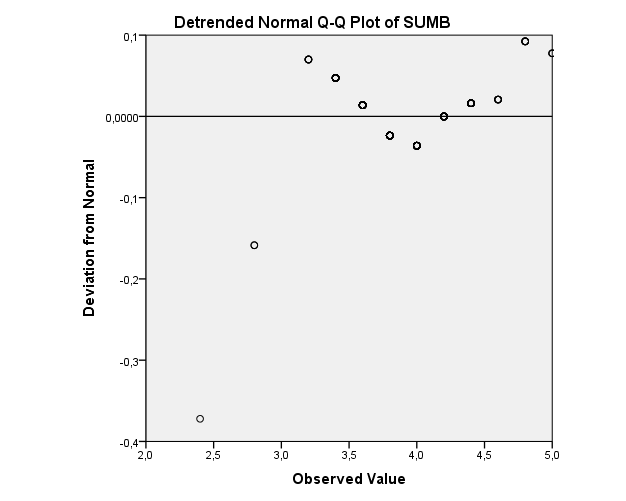 Detrended Normal Q-Q Plot of SUMB
0,1
0,0000
-0,1
-0,2
-0,3
-0,4
Deviation from Normal
2,0 2,5 3,0 3,5 4,0 4,5 5,0
Observed Value